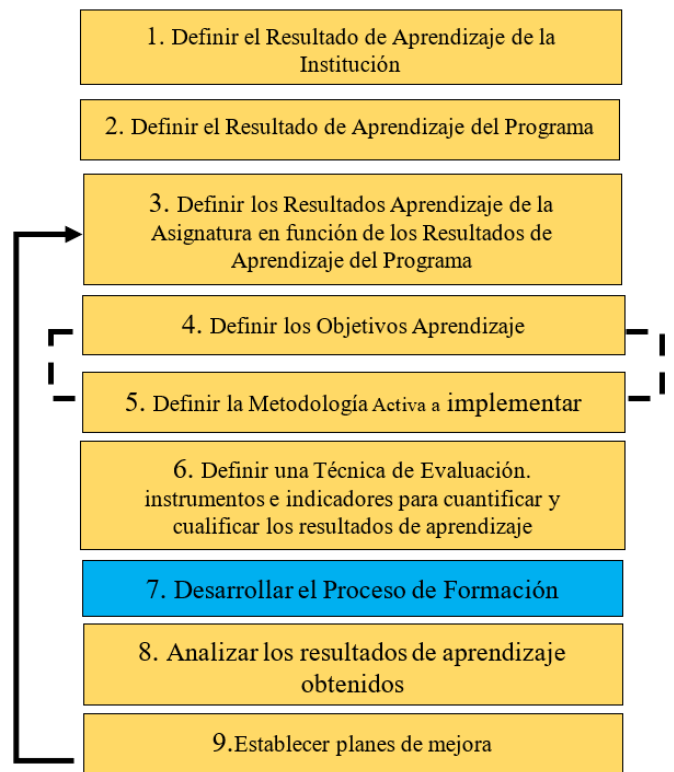 1. Definir el Resultado de Aprendizaje de la
Institución
2. Definir el Resultado de Aprendizaje del Programa
3. Definir los Resultados Aprendizaje de la
Asignatura en función de los Resultados de
Aprendizaje del Programa
4. Definir los Objetivos Aprendizaje
5. Definir la Metodología Activa a implementar
6. Definir una Técnica de Evaluación.
instrumentos e indicadores para cuantificar y
cualificar los resultados de aprendizaje
7. Desarrollar el Proceso de Formación
8. Analizar los resultados de aprendizaje
obtenidos
9.Establecer planes de mejora